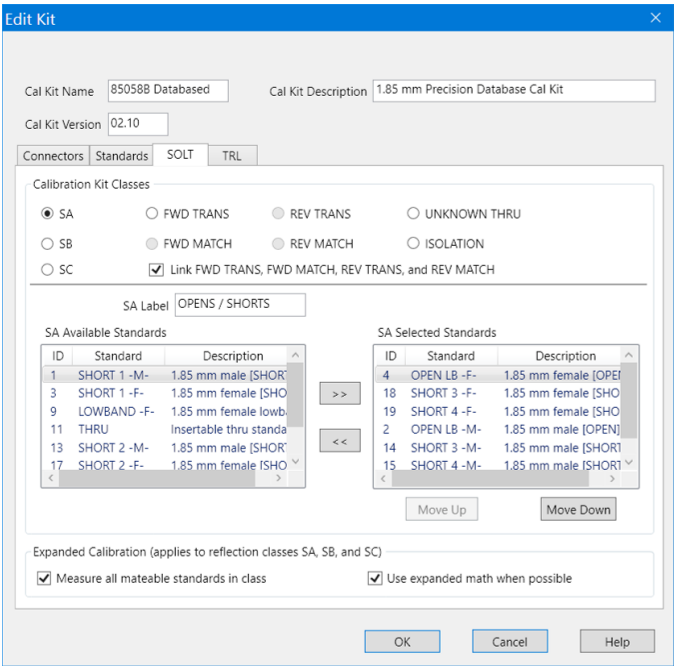 Edit Kit
Cal Kit Name 85058B Databased Cal Kit Description 1.85 mm Precision Database Cal Kit
Cal Kit Version 02.10
Connectors Standards SOLT TRL
Calibration Kit Classes
SA FWD TRANS REV TRANS UNKNOWN THRU
SB FWD MATCH REV MATCH ISOLATION
SC Link FWD TRANS, FWD MATCH, REV TRANS, and REV MATCH
SA Label OPENS / SHORTS
SA Available Standards
ID Standard Description
1 SHORT 1 -M- 1.85 mm male [SHORT
3 SHORT 1 -F- 1.85 mm female [SHO
9 LOWBAND -F- 1.85 mm female lowb
11 THRU Insertable thru standa
13 SHORT 2 -M- 1.85 mm male [SHORT
17 SHORT 2 -F- 1.85 mm female [SHO
>>
<<
SA Selected Standards
ID Standard Description
4 OPEN LB -F- 1.85 mm female [OPEN
18 SHORT 3 -F- 1.85 mm female [SHO
19 SHORT 4 -F- 1.85 mm female [SHO
2 OPEN LB -M- 1.85 mm male [OPEN]
14 SHORT 3 -M- 1.85 mm male [SHORT
15 SHORT 4 -M- 1.85 mm male [SHORT
Move Up Move Down
Expanded Calibration (applies to reflection classes SA, SB, and SC)
Measure all mateable standards in class Use expanded math when possible
OK Cancel Help